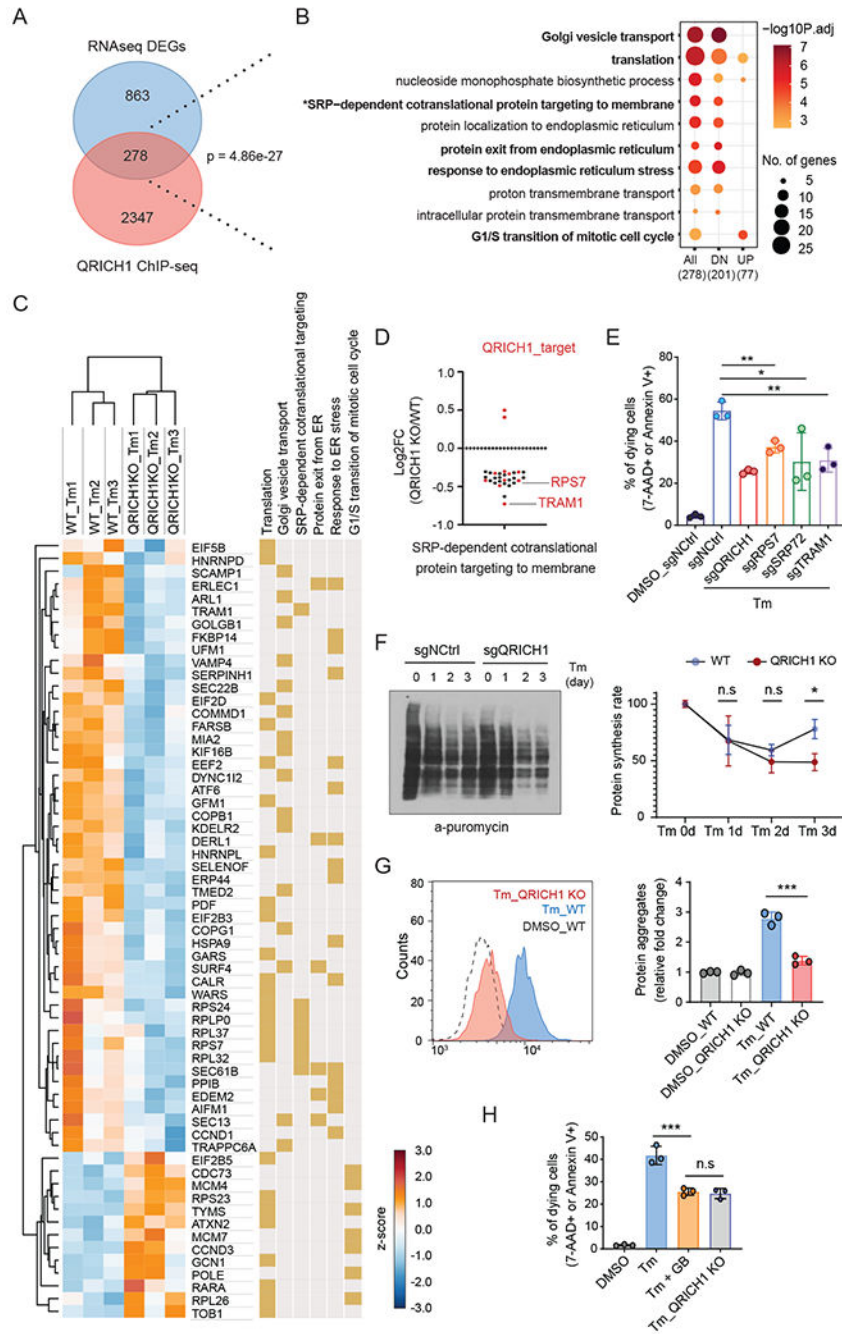 A
RNAseq DEGs
863
278
p = 4.86e-27
2347
QRICH1 ChIP-seq
B
Golgi vesicle transport
translation
nucleoside monophosphate biosynthetic process
*SRP−dependent cotranslational protein targeting to membrane
protein localization to endoplasmic reticulum
protein exit from endoplasmic reticulum
response to endoplasmic reticulum stress
proton transmembrane transport
intracellular protein transmembrane transport
G1/S transition of mitotic cell cycle
All DN UP
(278) (201) (77)
−log10P.adj
7
6
5
4
3
No. of genes
5
10
15
20
25
C
WT_Tm1
WT_Tm2
WT_Tm3
QRICH1KO_Tm1
QRICH1KO_Tm2
QRICH1KO_Tm3
Translation
Golgi vesicle transport
SRP-dependent cotranslational targeting
Protein exit from ER
Response to ER stress
G1/S transition of mitotic cell cycle
EIF5B
HNRNPD
SCAMP1
ERLEC1
ARL1
TRAM1
GOLGB1
FKBP14
UFM1
VAMP4
SERPINH1
SEC22B
EIF2D
COMMD1
FARSB
MIA2
KIF16B
EEF2
DYNC1I2
ATF6
GFM1
COPB1
KDELR2
DERL1
HNRNPL
SELENOF
ERP44
TMED2
PDF
EIF2B3
COPG1
HSPA9
GARS
SURF4
CALR
WARS
RPS24
RPLP0
RPL37
RPS7
RPL32
SEC61B
PPIB
EDEM2
AIFM1
SEC13
CCND1
TRAPPC6A
EIF2B5
CDC73
MCM4
RPS23
TYMS
ATXN2
MCM7
CCND3
GCN1
POLE
RARA
RPL26
TOB1
z-score
3.0
2.0
1.0
0
-1.0
-2.0
-3.0
D
QRICH1_target
Log2FC
(QRICH1 KO/WT)
1.0
0.5
0.0
-0.5
-1.0
RPS7
TRAM1
SRP-dependent cotranslational
protein targeting to membrane
E
% of dying cells
(7-AAD+ or Annexin V+)
80
60
40
20
0
**
*
**
DMSO_sgNCtrl
sgNCtrl
sgQRICH1
sgRPS7
sgSRP72
sgTRAM1
Tm
F
sgNCtrl sgQRICH1
0 1 2 3 0 1 2 3
Tm
(day)
a-puromycin
WT QRICH1 KO
n.s n.s *
Protein synthesis rate
100
50
0
Tm 0d Tm 1d Tm 2d Tm 3d
G
Counts
80
60
40
20
0
10³ 10⁴
Tm_QRICH1 KO
Tm_WT
DMSO_WT
Protein aggregates
(relative fold change)
4
3
2
1
0
***
DMSO_WT
DMSO_QRICH1 KO
Tm_WT
Tm_QRICH1 KO
H
% of dying cells
(7-AAD+ or Annexin V+)
50
40
30
20
10
0
***
n.s
DMSO
Tm
Tm + GB
Tm_QRICH1 KO